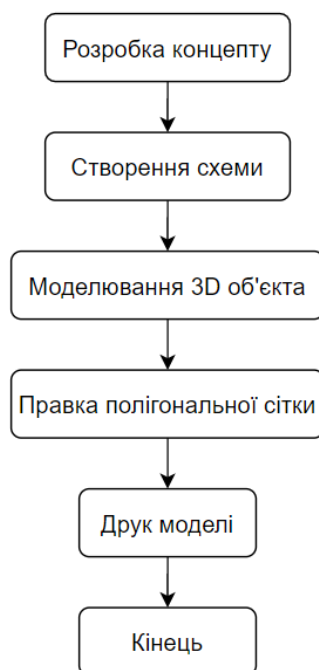 Розробка концепту
Створення схеми
Моделювання 3D об'єкта
Правка полігональної сітки
Друк моделі
Кінець